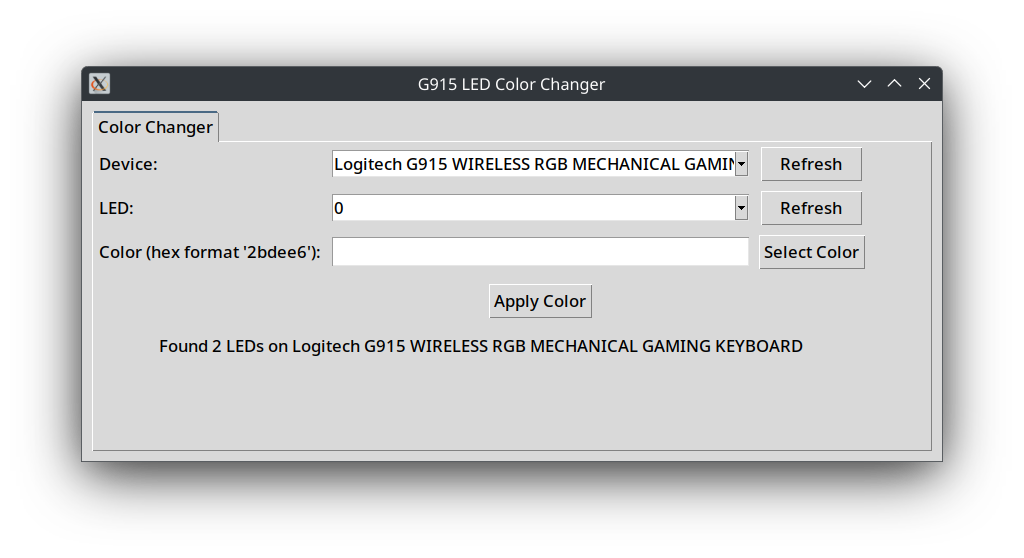 G915 LED Color Changer
Color Changer
Device: Logitech G915 WIRELESS RGB MECHANICAL Refresh
LED: 0 Refresh
Color (hex format '2bdee6'): Select Color
Apply Color
Found 2 LEDs on Logitech G915 WIRELESS RGB MECHANICAL GAMING KEYBOARD